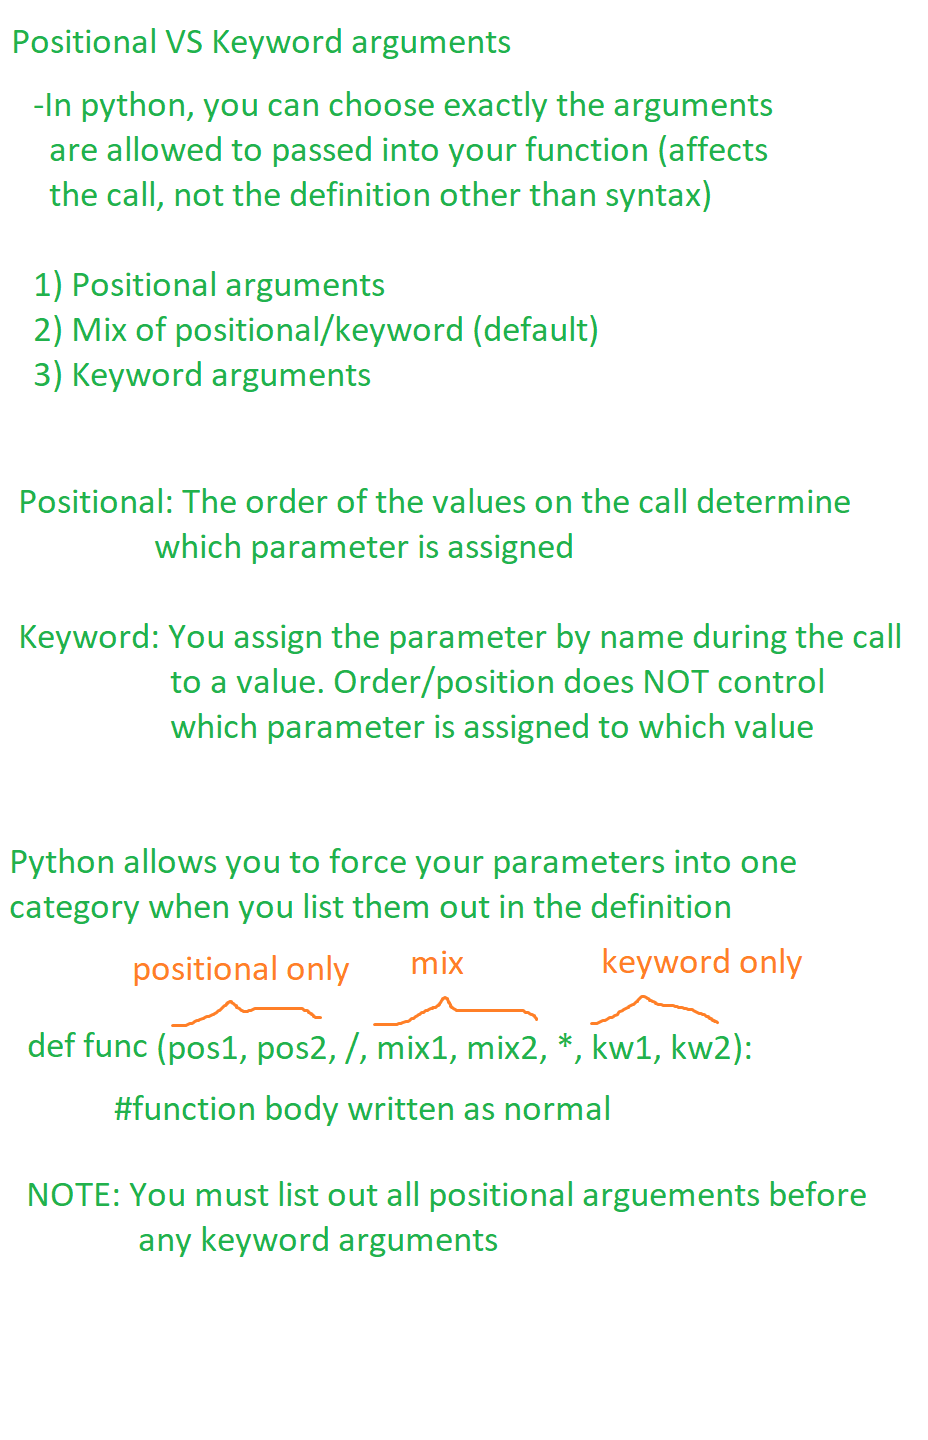 Positional VS Keyword arguments
-In python, you can choose exactly the arguments
are allowed to passed into your function (affects
the call, not the definition other than syntax)
1) Positional arguments
2) Mix of positional/keyword (default)
3) Keyword arguments
Positional: The order of the values on the call determine
which parameter is assigned
Keyword: You assign the parameter by name during the call
to a value. Order/position does NOT control
which parameter is assigned to which value
Python allows you to force your parameters into one
category when you list them out in the definition
positional only mix keyword only
def func (pos1, pos2, /, mix1, mix2, *, kw1, kw2):
#function body written as normal
NOTE: You must list out all positional arguements before
any keyword arguments